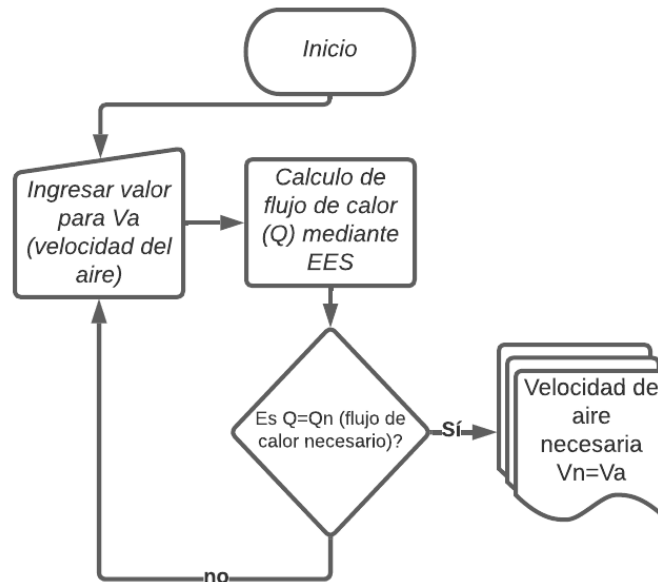 Inicio
Ingresar valor
para Va
(velocidad del
aire)
Calculo de
flujo de calor
(Q) mediante
EES
Es Q=Qn (flujo de
calor necesario)?
Sí
Velocidad de
aire
necesaria
Vn=Va
no